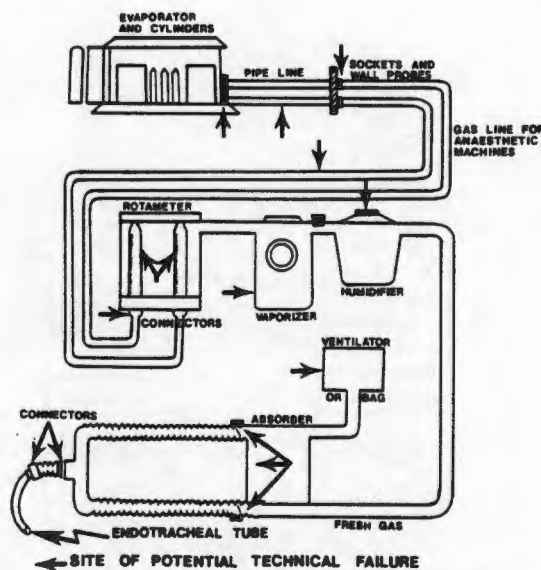 EVAPORATOR
AND CYLINDERS
PIPE LINE
SOCKETS AND
WALL PROBES
GAS LINE FOR
ANAESTHETIC
MACHINES
ROTAMETER
CONNECTORS
VAPORIZER
HUMIDIFIER
VENTILATOR
OR BAG
CONNECTORS
ABSORDER
ENDOTRACHEAL TUBE
FRESH GAS
SITE OF POTENTIAL TECHNICAL FAILURE